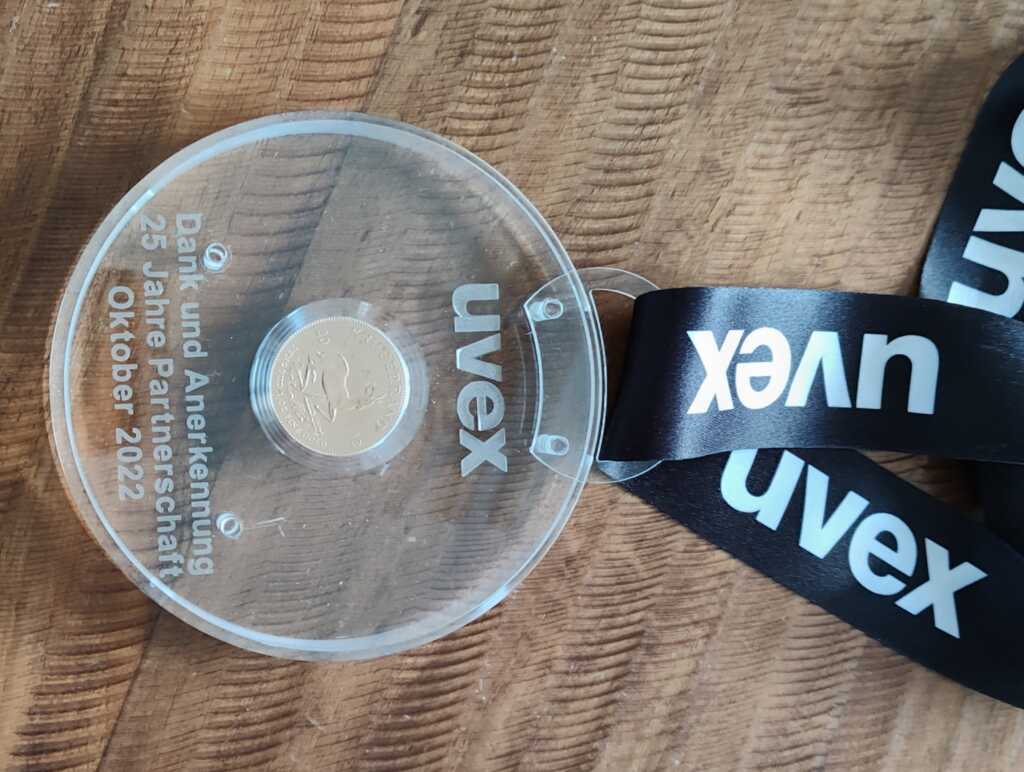 uvex
Dank und Anerkennung
25 Jahre Partnerschaft
Oktober 2022
uvex
uvex